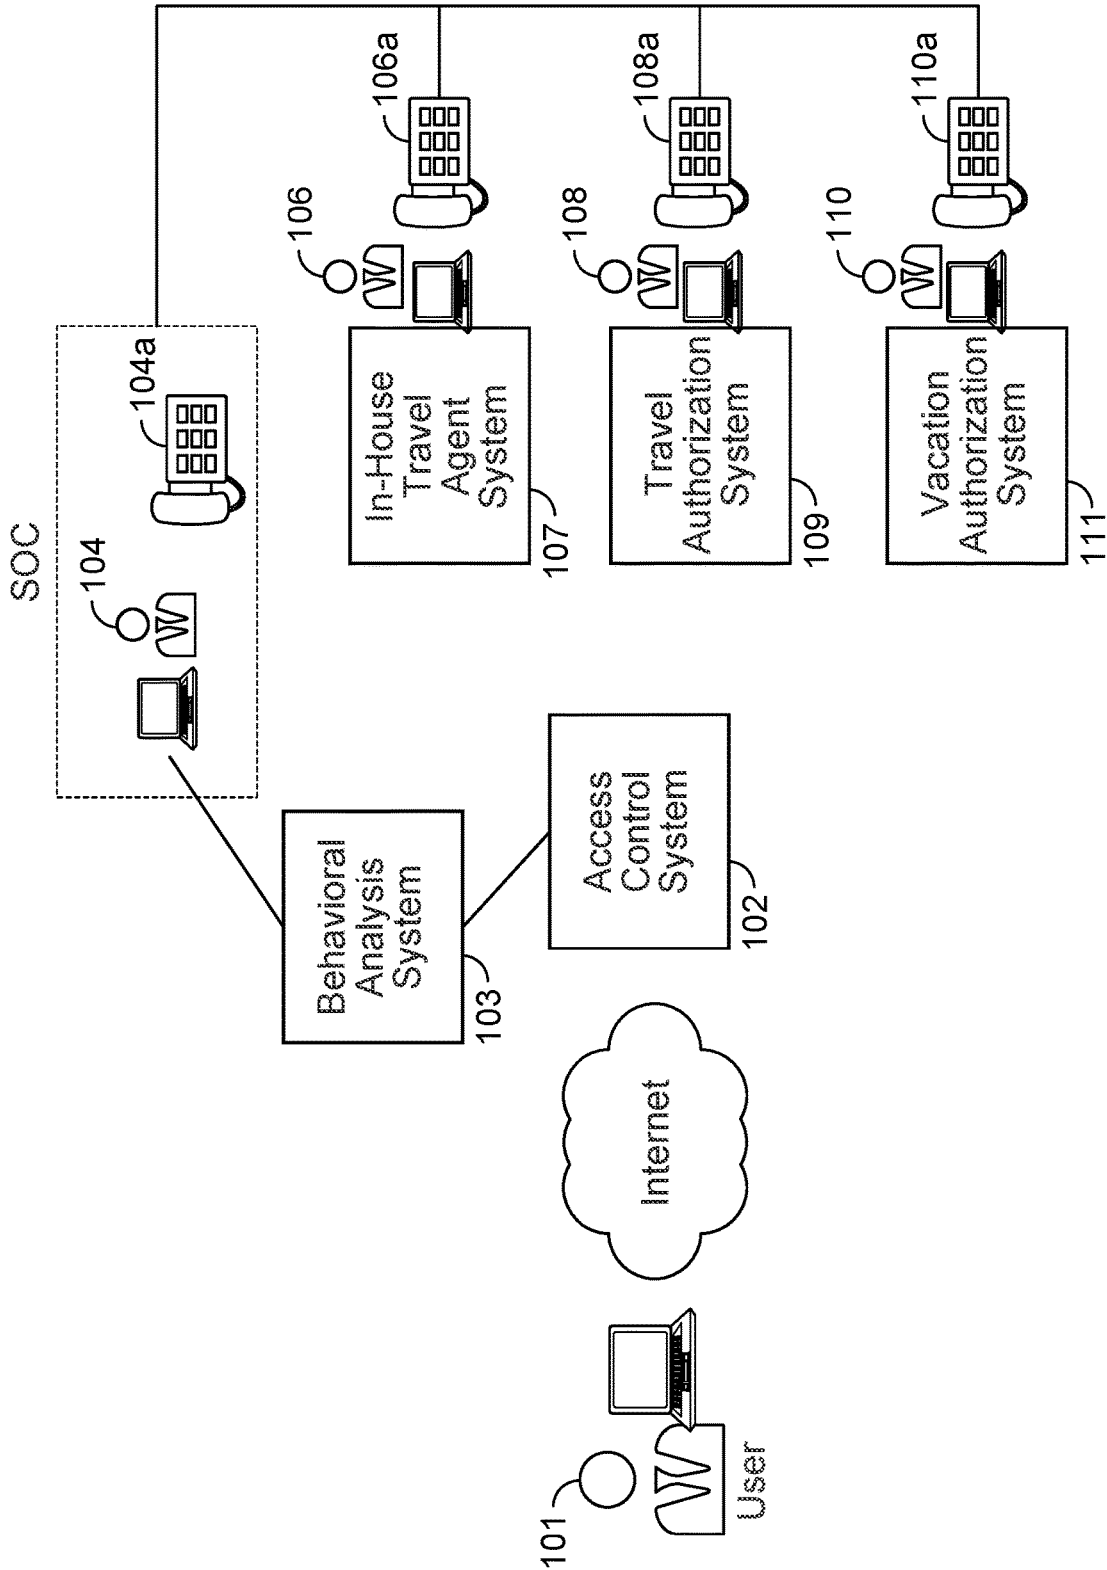 SOC
104
104a
Behavioral
Analysis
System
103
Access
Control
System
102
In-House
Travel
Agent
System
107
106
106a
Travel
Authorization
System
109
108
108a
Vacation
Authorization
System
111
110
110a
101
User
Internet